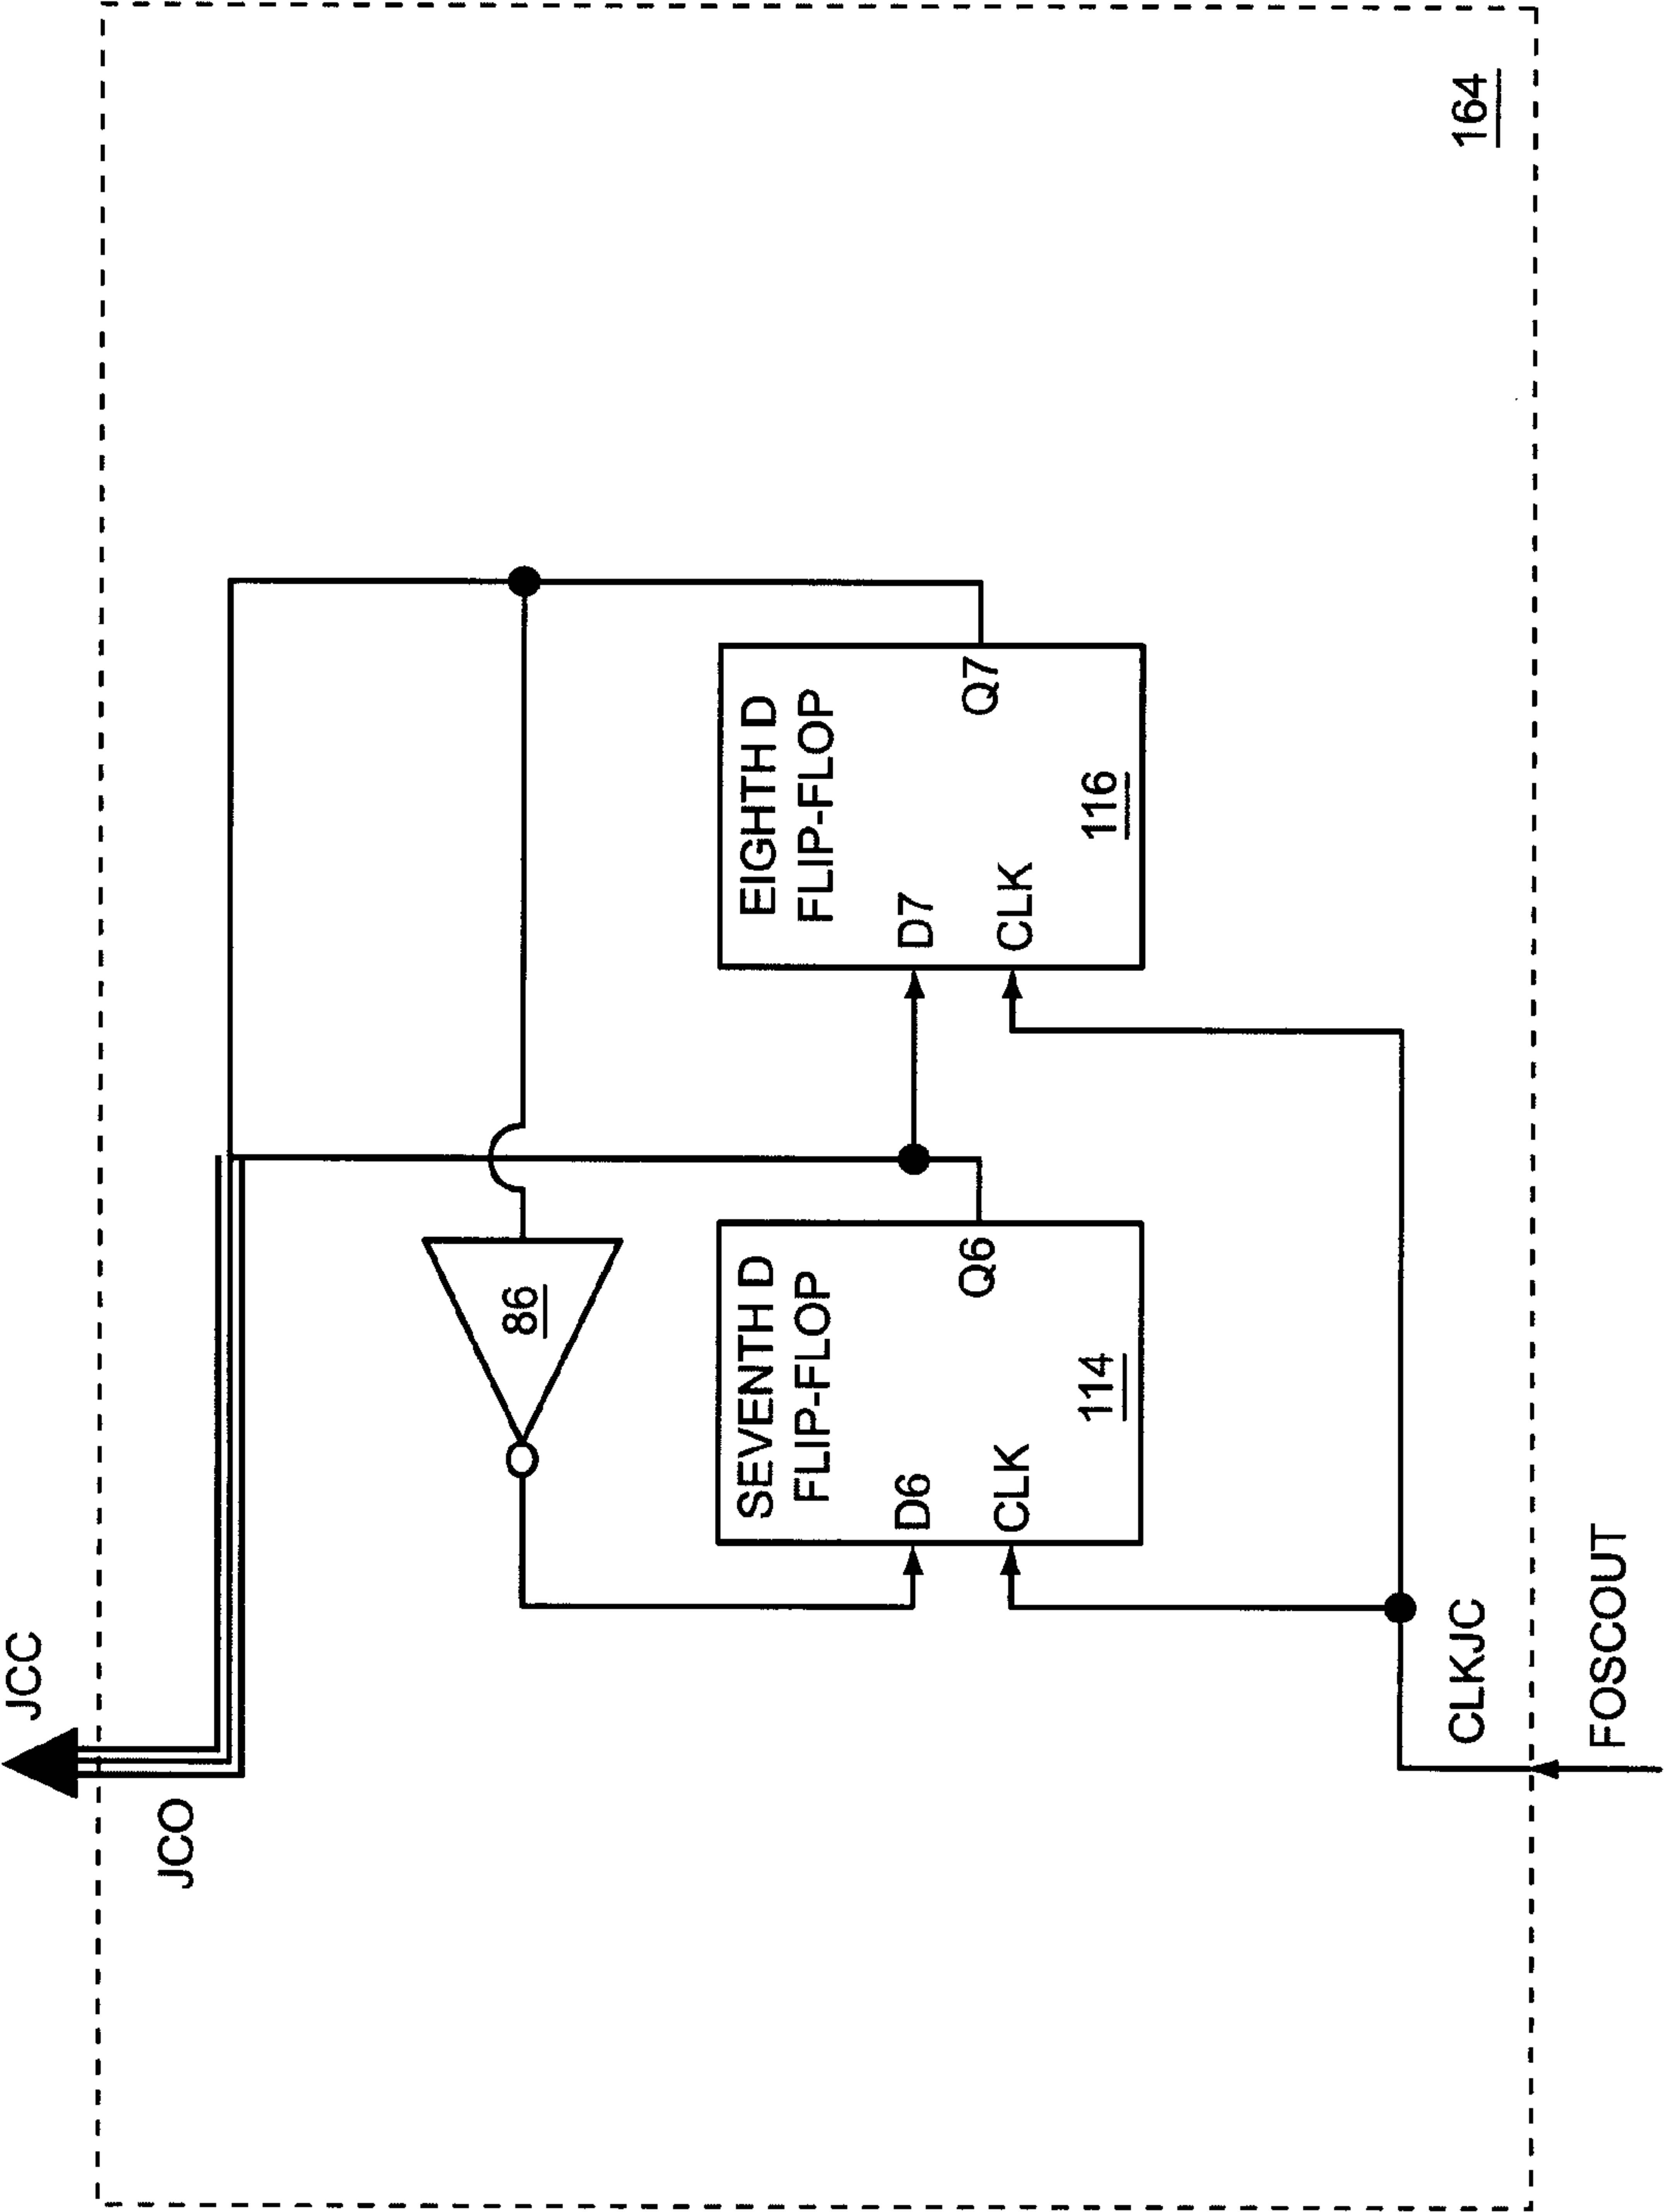 JCC
JCO
86
SEVENTH D
FLIP-FLOP
D6
Q6
CLK
114
EIGHTH D
FLIP-FLOP
D7
Q7
CLK
116
CLKJC
164
FOSCOUT